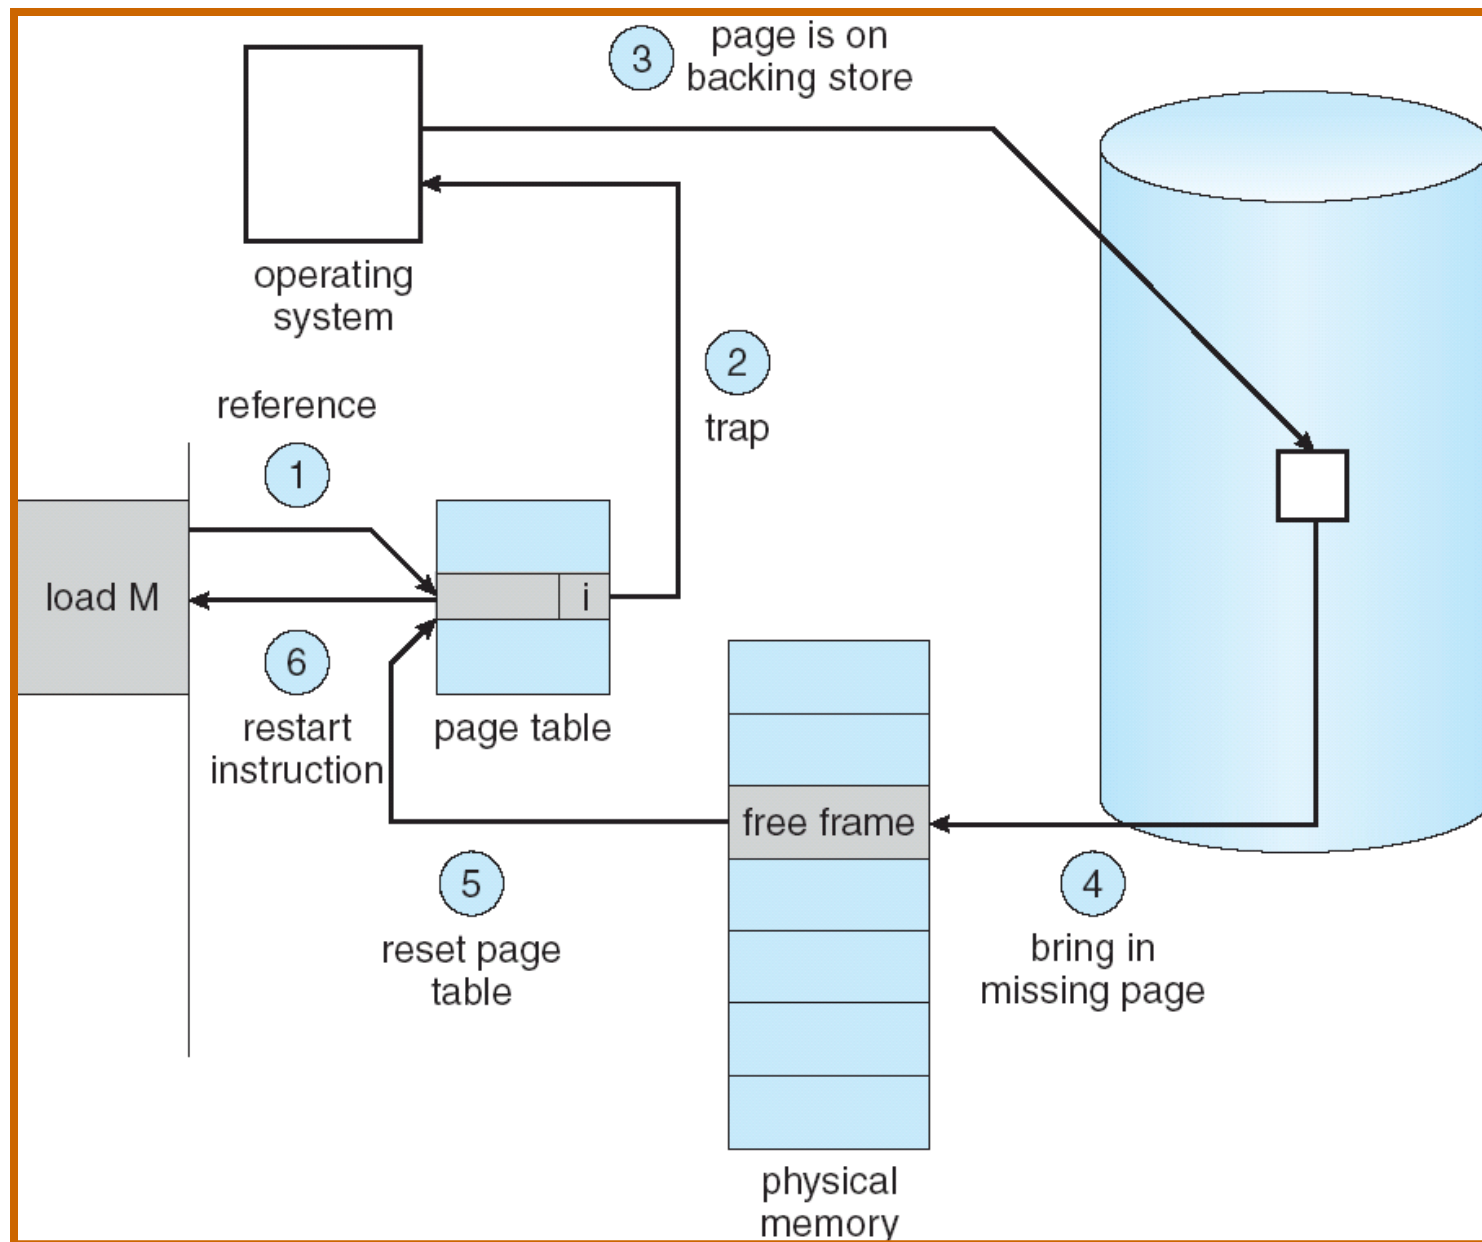 3
page is on
backing store
operating
system
2
trap
reference
1
load M
i
6
restart
instruction
page table
free frame
5
reset page
table
4
bring in
missing page
physical
memory